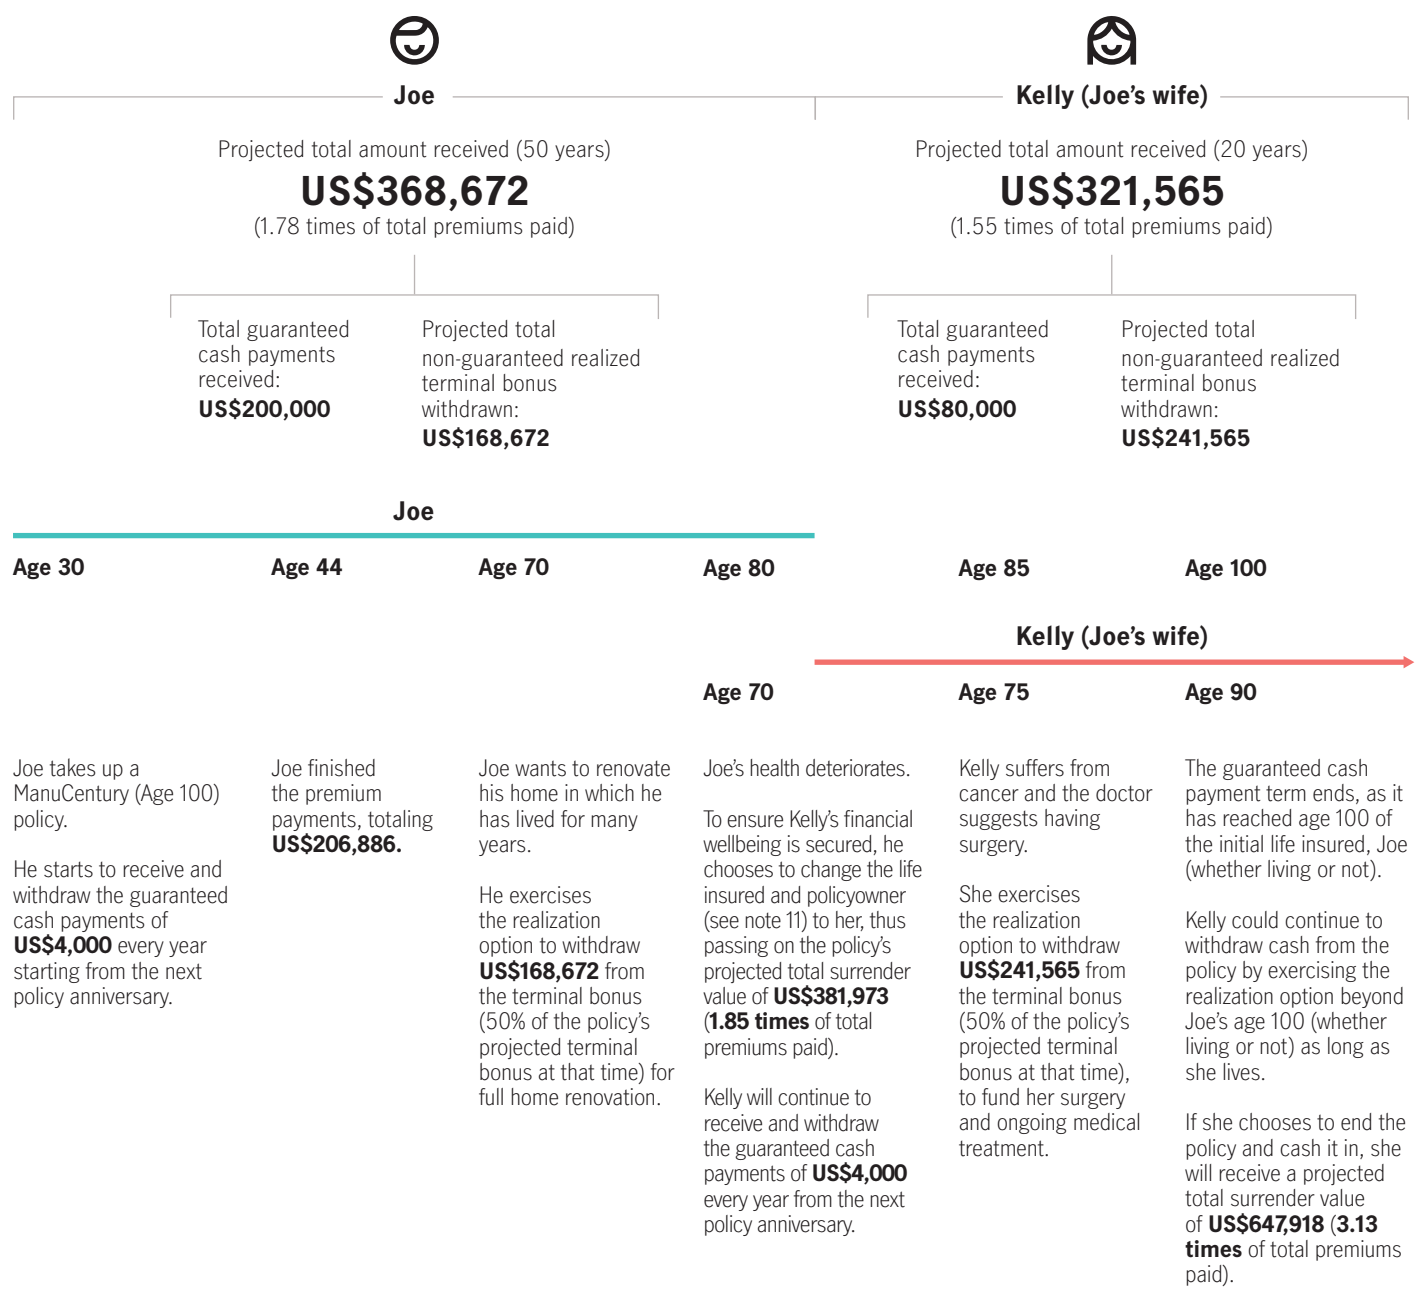 Joe
Kelly (Joe’s wife)
Projected total amount received (50 years)
US$368,672
(1.78 times of total premiums paid)
Projected total amount received (20 years)
US$321,565
(1.55 times of total premiums paid)
Total guaranteed
cash payments
received:
US$200,000
Projected total
non-guaranteed realized
terminal bonus
withdrawn:
US$168,672
Total guaranteed
cash payments
received:
US$80,000
Projected total
non-guaranteed realized
terminal bonus
withdrawn:
US$241,565
Joe
Age 30
Age 44
Age 70
Age 80
Age 85
Age 100
Kelly (Joe’s wife)
Age 70
Age 75
Age 90
Joe takes up a
ManuCentury (Age 100)
policy.
He starts to receive and
withdraw the guaranteed
cash payments of
US$4,000 every year
starting from the next
policy anniversary.
Joe finished
the premium
payments, totaling
US$206,886.
Joe wants to renovate
his home in which he
has lived for many
years.
He exercises
the realization
option to withdraw
US$168,672 from
the terminal bonus
(50% of the policy’s
projected terminal
bonus at that time) for
full home renovation.
Joe’s health deteriorates.
To ensure Kelly’s financial
wellbeing is secured, he
chooses to change the life
insured and policyowner
(see note 11) to her, thus
passing on the policy’s
projected total surrender
value of US$381,973
(1.85 times of total
premiums paid).
Kelly will continue to
receive and withdraw
the guaranteed cash
payments of US$4,000
every year from the next
policy anniversary.
Kelly suffers from
cancer and the doctor
suggests having
surgery.
She exercises
the realization
option to withdraw
US$241,565 from
the terminal bonus
(50% of the policy’s
projected terminal
bonus at that time),
to fund her surgery
and ongoing medical
treatment.
The guaranteed cash
payment term ends, as it
has reached age 100 of
the initial life insured, Joe
(whether living or not).
Kelly could continue to
withdraw cash from the
policy by exercising the
realization option beyond
Joe’s age 100 (whether
living or not) as long as
she lives.
If she chooses to end the
policy and cash it in, she
will receive a projected
total surrender value
of US$647,918 (3.13
times of total premiums
paid).